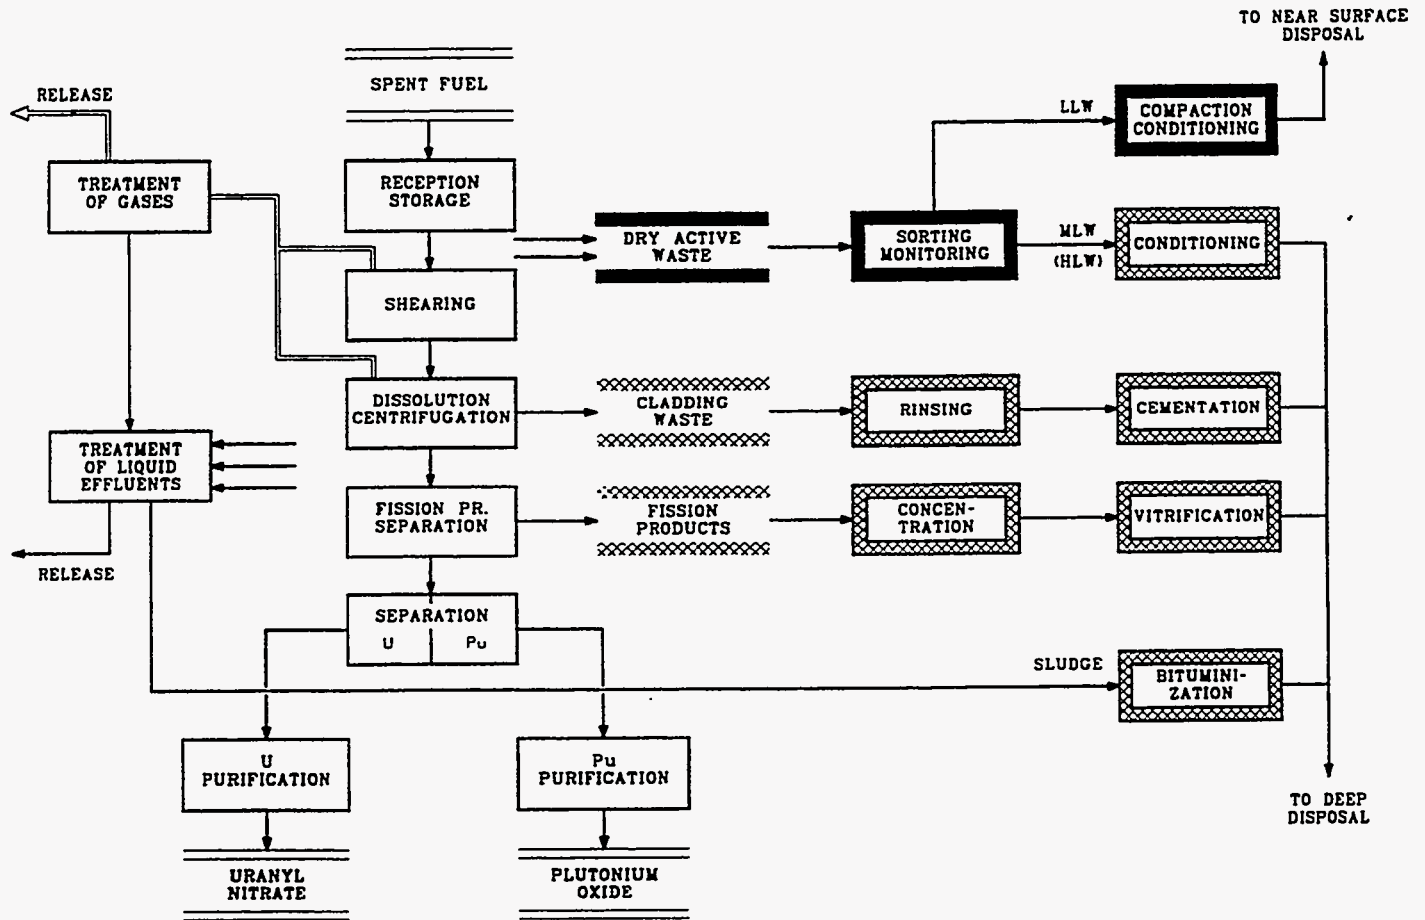 TO NEAR SURFACE
DISPOSAL
SPENT FUEL
RELEASE
LLW
COMPACTION
CONDITIONING
TREATMENT
OF GASES
RECEPTION
STORAGE
DRY ACTIVE
WASTE
SORTING
MONITORING
MLW
(HLW)
CONDITIONING
SHEARING
DISSOLUTION
CENTRIFUGATION
CLADDING
WASTE
RINSING
CEMENTATION
TREATMENT
OF LIQUID
EFFLUENTS
FISSION PR.
SEPARATION
FISSION
PRODUCTS
CONCEN-
TRATION
VITRIFICATION
RELEASE
SEPARATION
U
Pu
SLUDGE
BITUMINI-
ZATION
U
PURIFICATION
Pu
PURIFICATION
TO DEEP
DISPOSAL
URANYL
NITRATE
PLUTONIUM
OXIDE